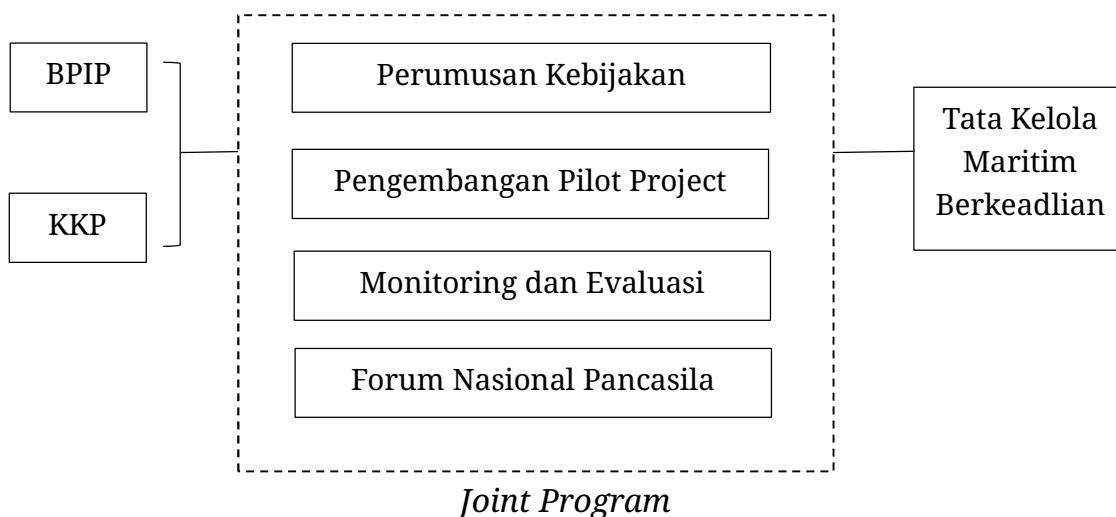 BPIP
KKP
Perumusan Kebijakan
Pengembangan Pilot Project
Monitoring dan Evaluasi
Forum Nasional Pancasila
Joint Program
Tata Kelola
Maritim
Berkeadlian